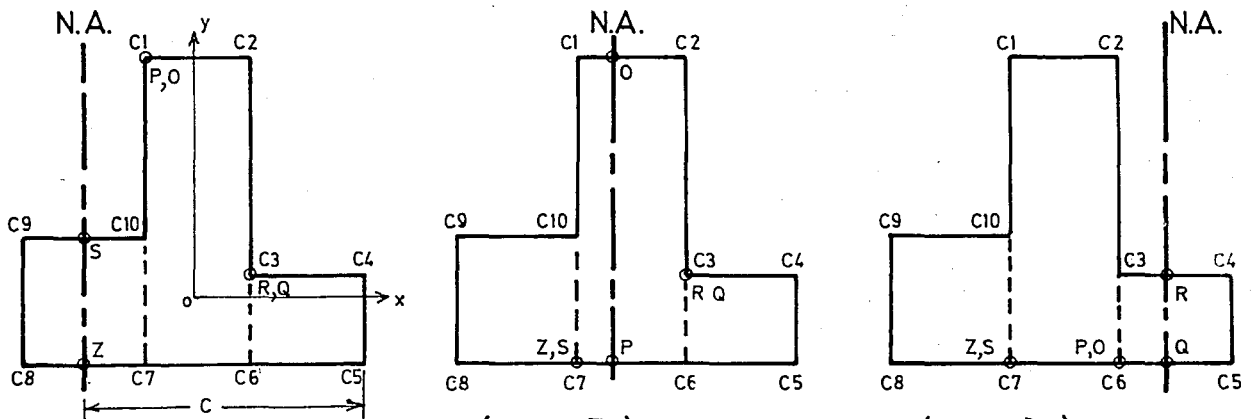 N.A. N.A. N.A.
y
C1 C2 C1 C2 C1 C2
P,O O
C9 C10 C9 C10 C9 C10
S C3 C4 C3 C4 C3 C4
o R,Q x R Q R
Z Z,S P Z,S P,O Q
C8 C7 C6 C5 C8 C7 C6 C5 C8 C7 C6 C5
C